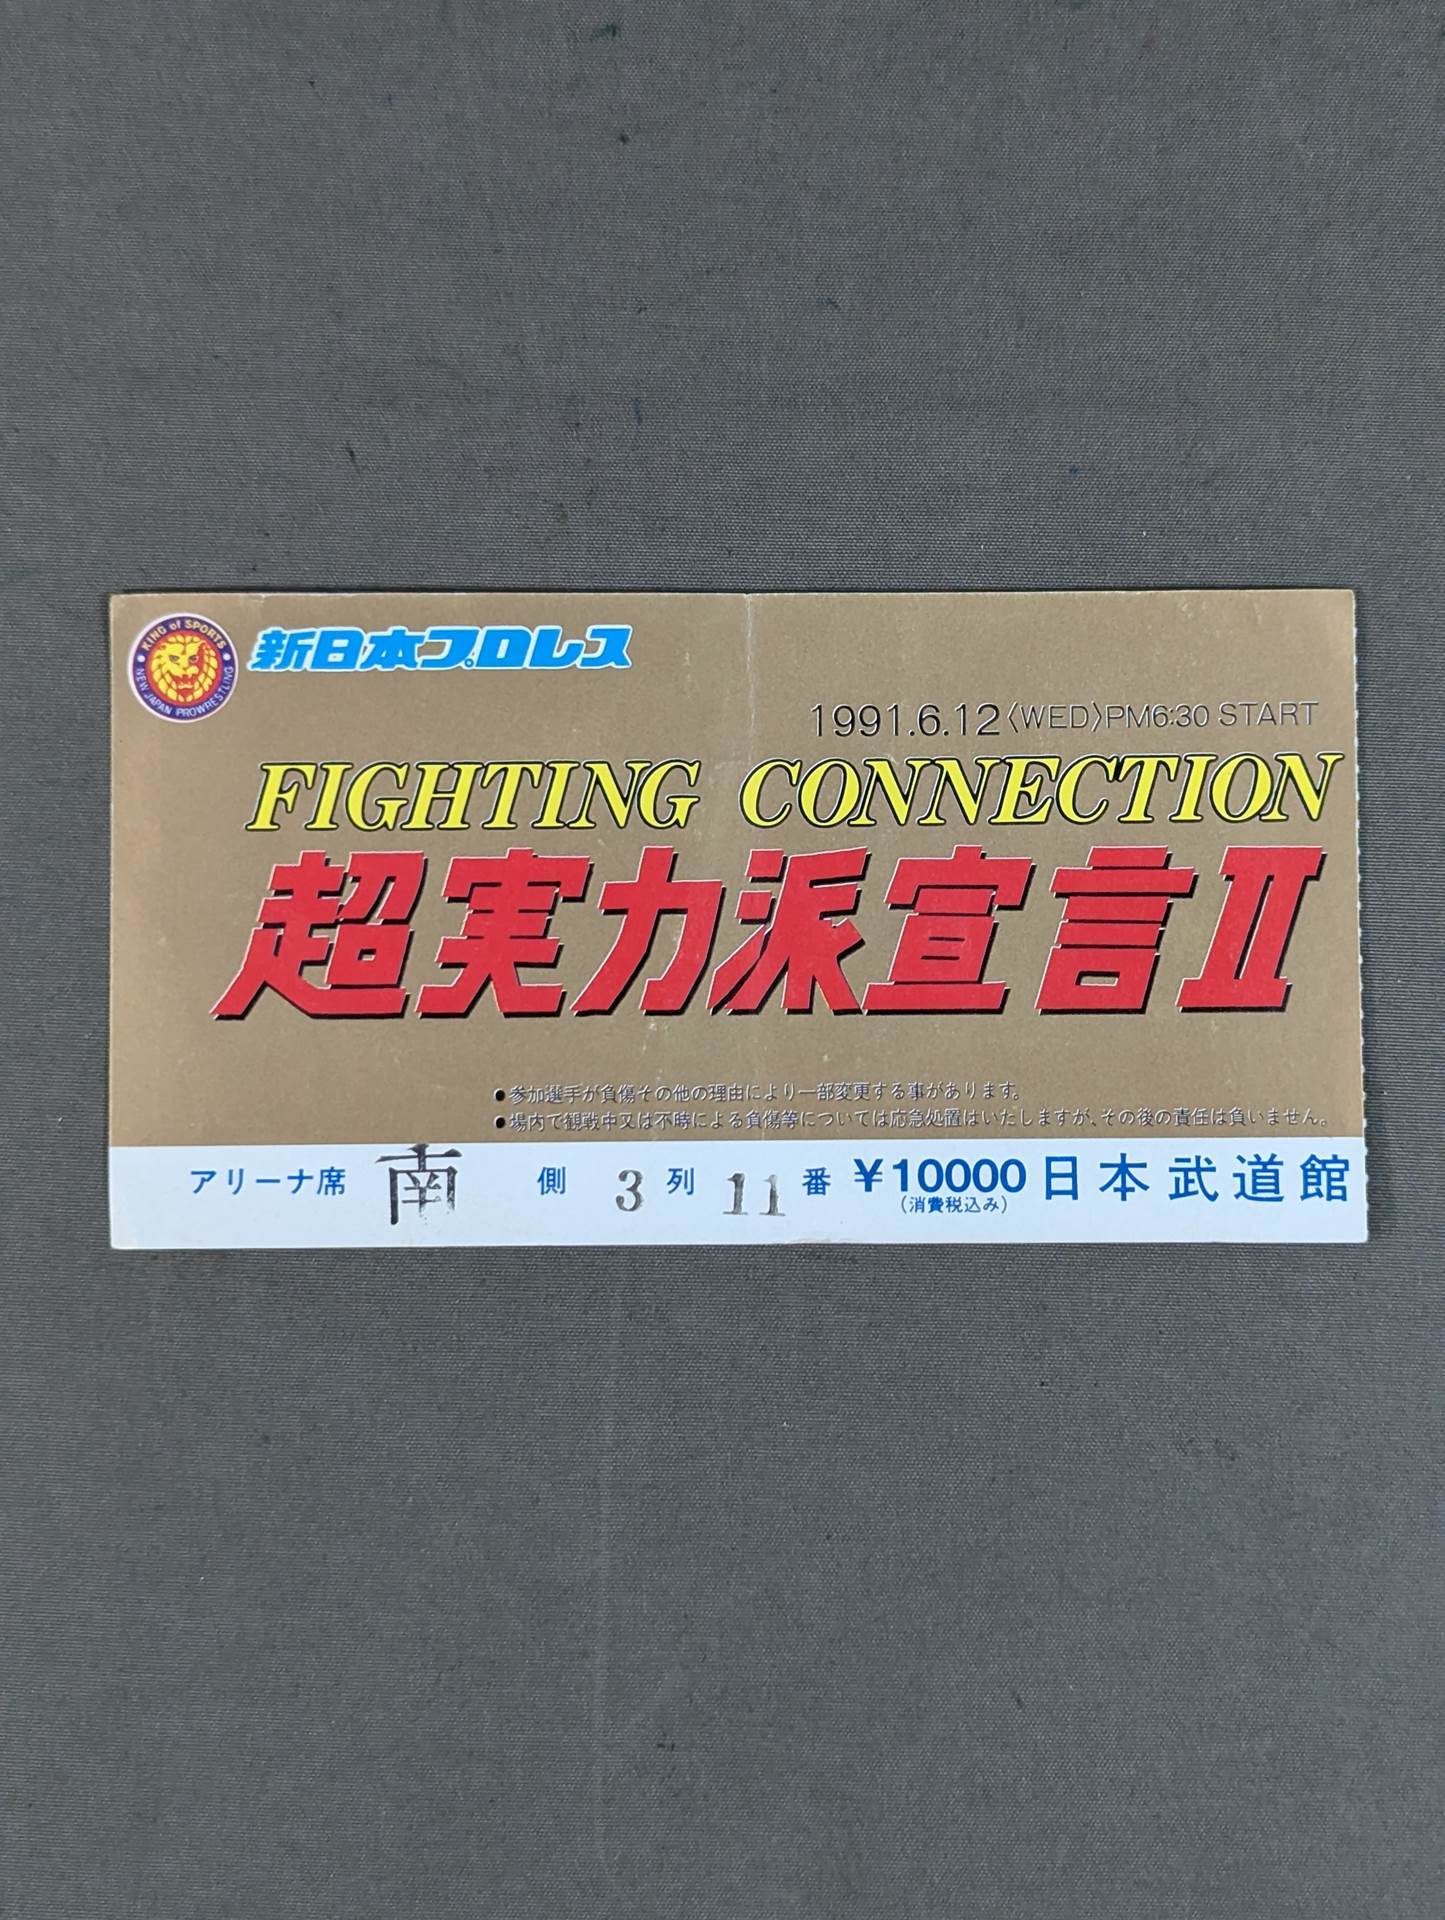 KING of SPORTS
NEW JAPAN PROWRESTLING
新日本プロレス
1991.6.12〈WED〉PM6:30 START
FIGHTING CONNECTION
超実力派宣言II
●参加選手が負傷その他の理由により一部変更する事があります。
●場内で観戦中又は不時による負傷等については応急処置はいたしますが、その後の責任は負いません。
アリーナ席 南 側 3 列 11 番 ¥10000 日本武道館
(消費税込み)